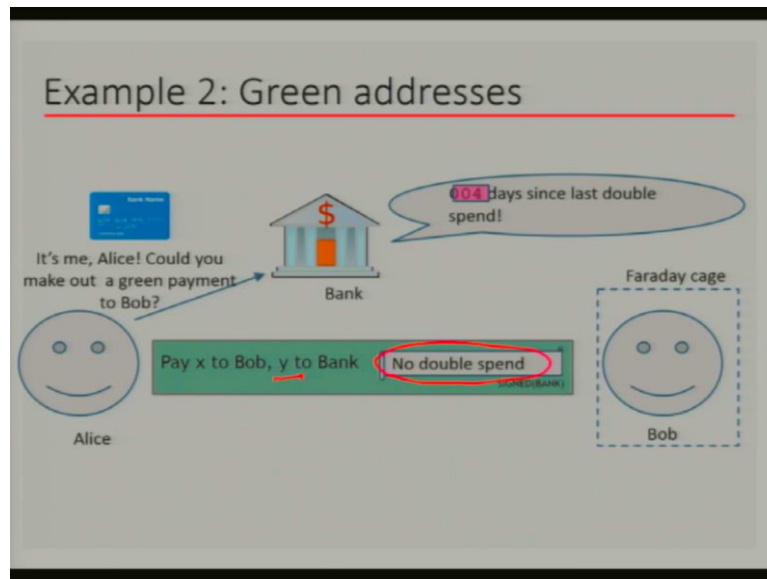 Example 2: Green addresses
Bank Name
004 days since last double
spend!
$
It's me, Alice! Could you
make out a green payment
to Bob?
Bank
Faraday cage
Pay x to Bob, y to Bank
No double spend
SIGNED(BANK)
Alice
Bob